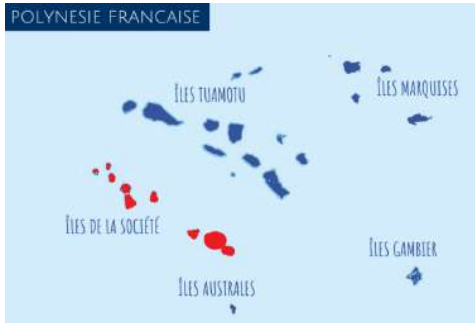 POLYNESIE FRANCAISE
ÎLES TUAMOTU
ÎLES MARQUISES
ÎLES DE LA SOCIÉTÉ
ÎLES GAMBIER
ÎLES AUSTRALES